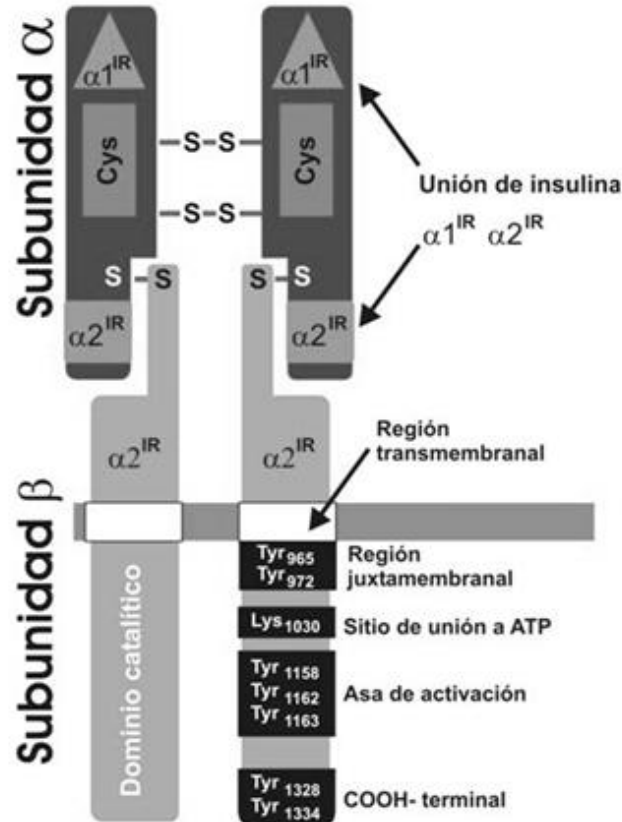 Subunidad α
α1IR
α1IR
Cys
Cys
S-S
S-S
S-S
S-S
α2IR
α2IR
Unión de insulina
α1IR α2IR
Subunidad β
α2IR
α2IR
Región
transmembranal
Dominio catalítico
Tyr965
Tyr972
Región
juxtamembranal
Lys1030
Sitio de unión a ATP
Tyr 1158
Tyr 1162
Tyr 1163
Asa de activación
Tyr 1328
Tyr 1334
COOH- terminal